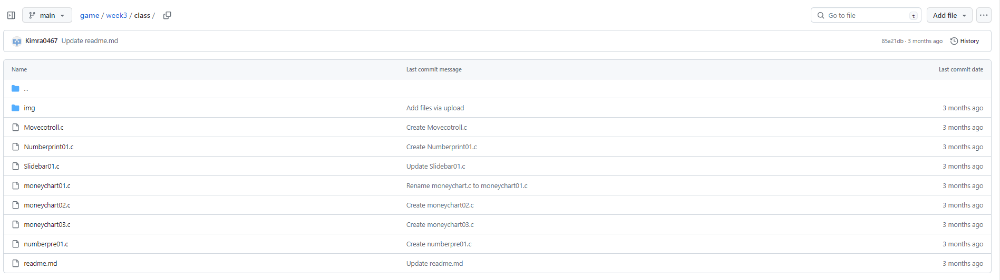 main game / week3 / class / Go to file t Add file ...
Kimra0467 Update readme.md 85a21db · 3 months ago History
Name Last commit message Last commit date
..
img Add files via upload 3 months ago
Movecotroll.c Create Movecotroll.c 3 months ago
Numberprint01.c Create Numberprint01.c 3 months ago
Slidebar01.c Update Slidebar01.c 3 months ago
moneychart01.c Rename moneychart.c to moneychart01.c 3 months ago
moneychart02.c Create moneychart02.c 3 months ago
moneychart03.c Create moneychart03.c 3 months ago
numberpre01.c Create numberpre01.c 3 months ago
readme.md Update readme.md 3 months ago